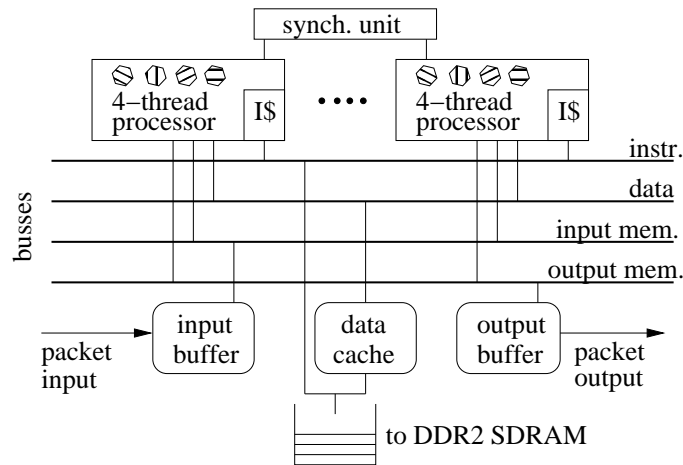 synch. unit
4−thread
processor
I$
4−thread
processor
I$
instr.
data
input mem.
output mem.
busses
input
buffer
data
cache
output
buffer
packet
input
packet
output
to DDR2 SDRAM